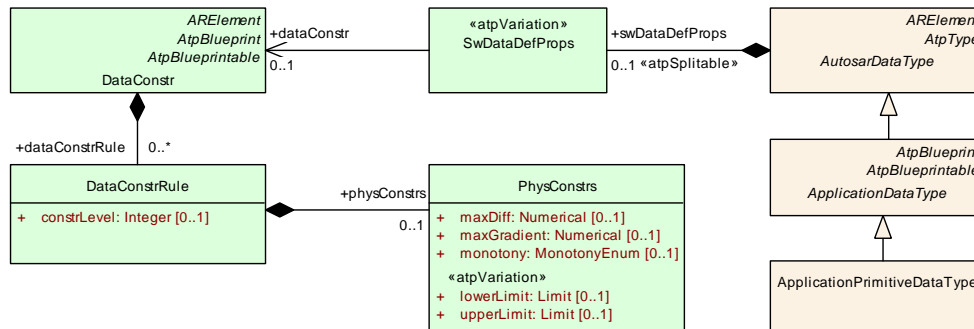 ARElement
AtpBlueprint
AtpBlueprintable
DataConstr
+dataConstr
0..1
«atpVariation»
SwDataDefProps
+swDataDefProps
0..1
«atpSplitable»
ARElement
AtpType
AutosarDataType
+dataConstrRule
0..*
AtpBlueprint
AtpBlueprintable
ApplicationDataType
DataConstrRule
+ constrLevel: Integer [0..1]
+physConstrs
0..1
PhysConstrs
+ maxDiff: Numerical [0..1]
+ maxGradient: Numerical [0..1]
+ monotony: MonotonyEnum [0..1]
«atpVariation»
+ lowerLimit: Limit [0..1]
+ upperLimit: Limit [0..1]
ApplicationPrimitiveDataType